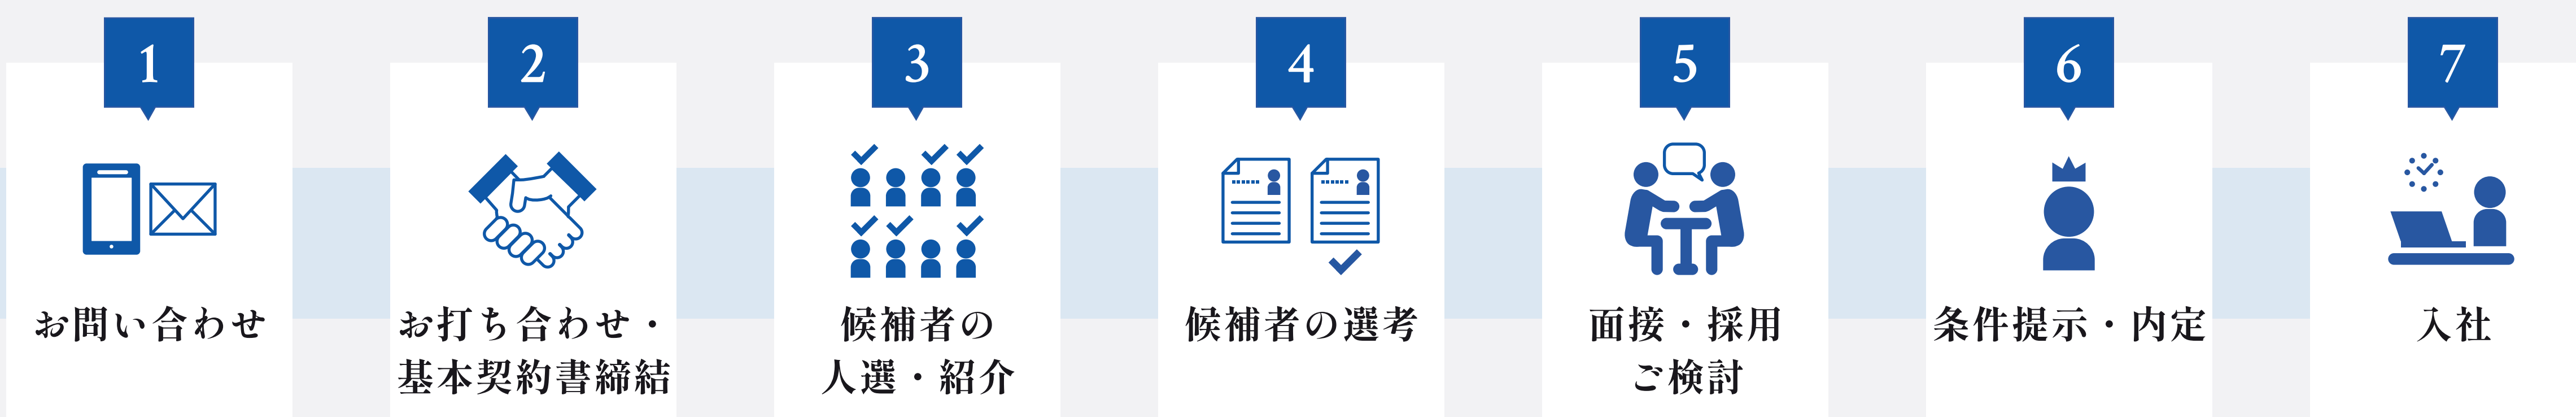 1
お問い合わせ
2
お打ち合わせ・
基本契約書締結
3
候補者の
人選・紹介
4
候補者の選考
5
面接・採用
ご検討
6
条件提示・内定
7
入社